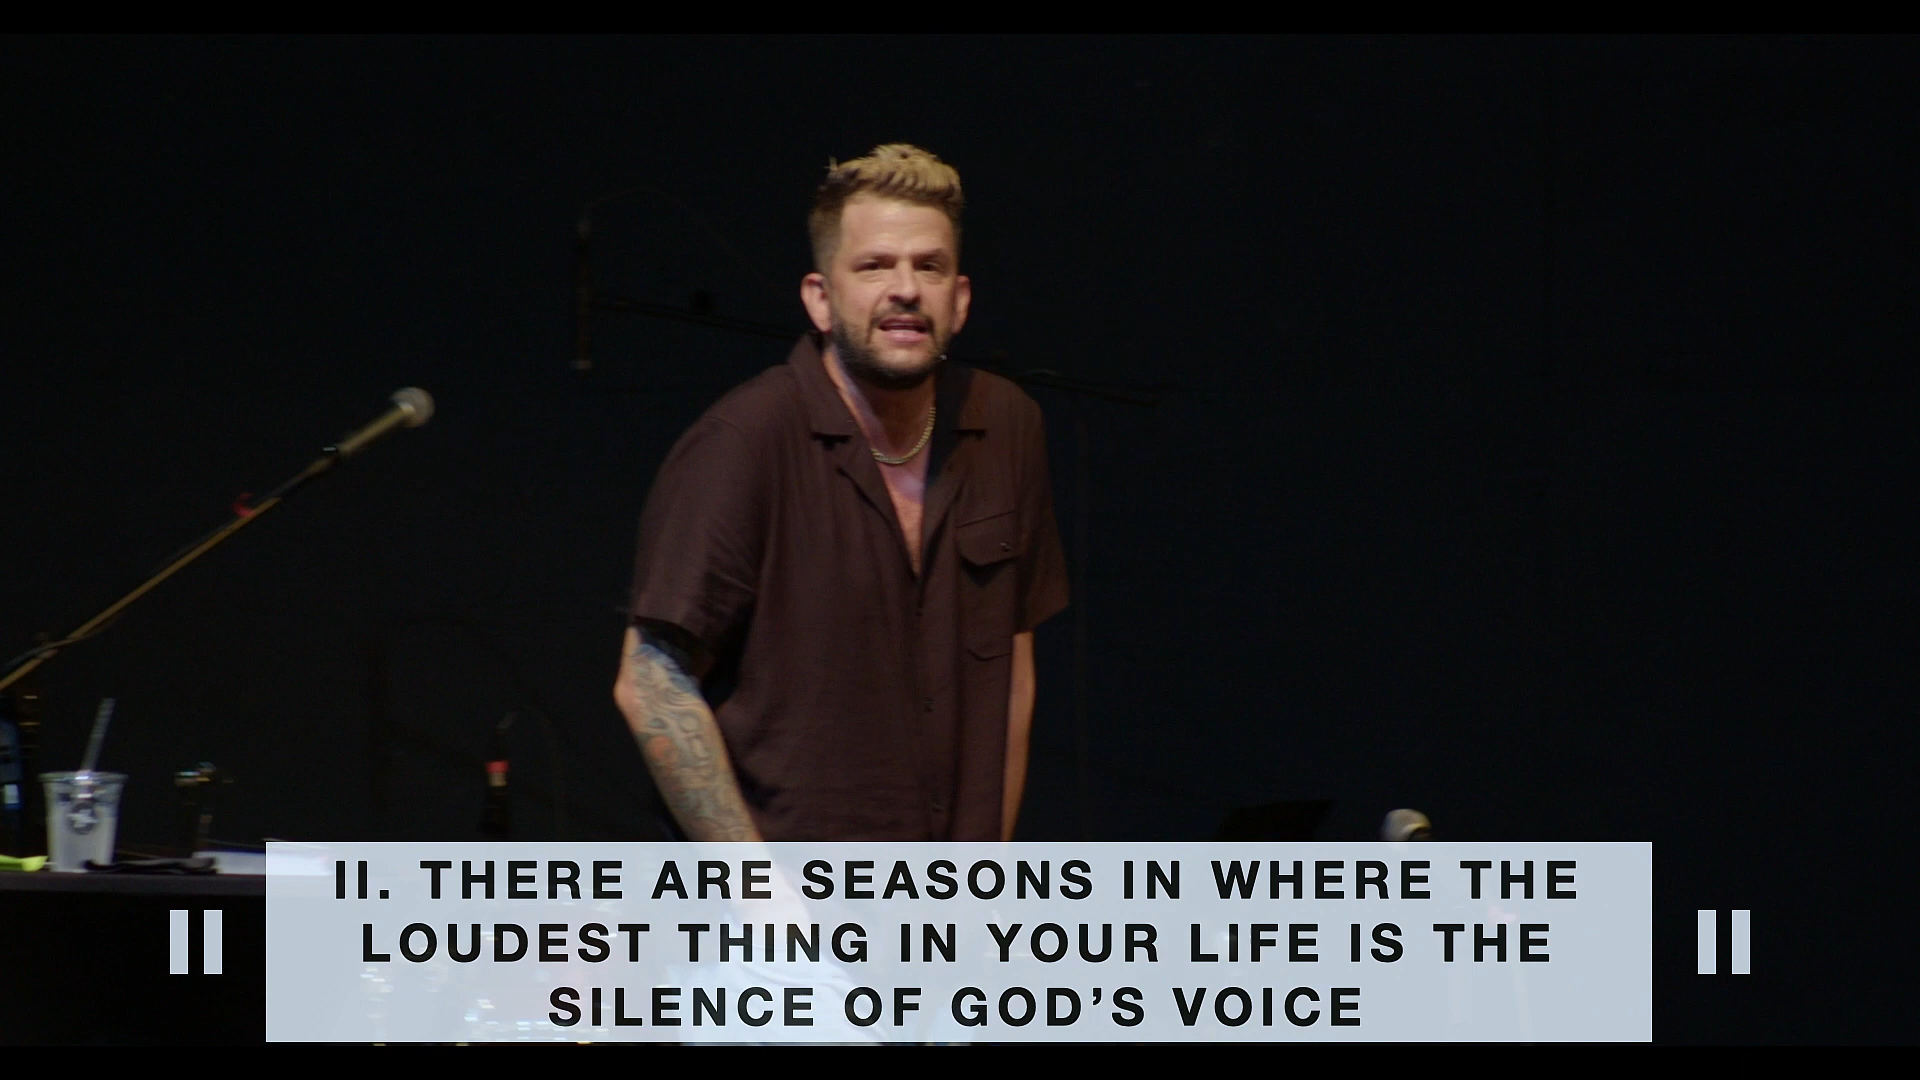 II. THERE ARE SEASONS IN WHERE THE
LOUDEST THING IN YOUR LIFE IS THE
SILENCE OF GOD’S VOICE